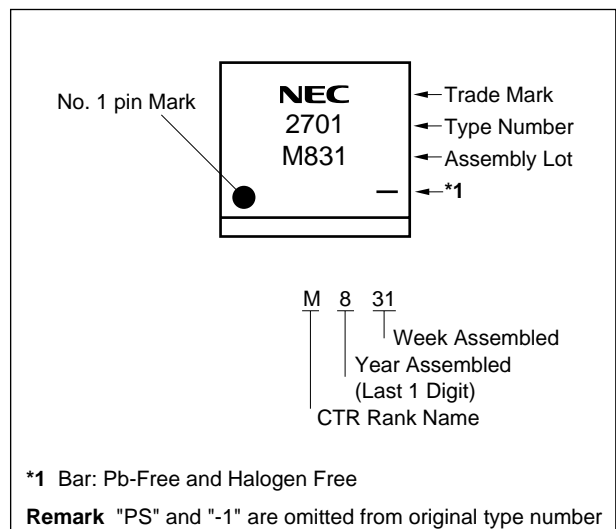 No. 1 pin Mark
NEC
2701
M831
Trade Mark
Type Number
Assembly Lot
*1
M 8 31
Week Assembled
Year Assembled
(Last 1 Digit)
CTR Rank Name
*1 Bar: Pb-Free and Halogen Free
Remark "PS" and "-1" are omitted from original type number